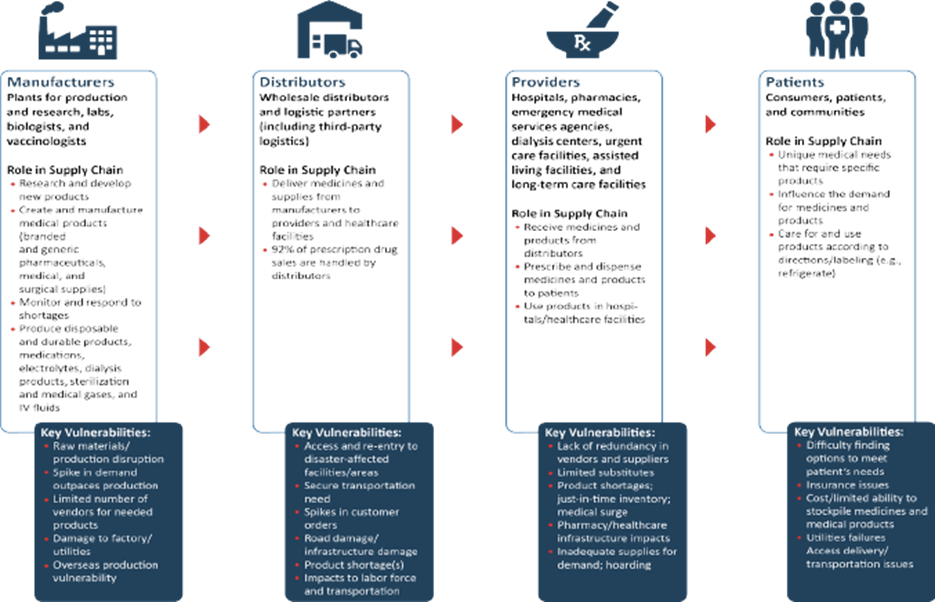 Rx
Manufacturers
Plants for production
and research, labs,
biologists, and
vaccinologists
Role in Supply Chain
• Research and develop
new products
• Create and manufacture
medical products
(branded
and generic
pharmaceuticals,
medical, and
surgical supplies)
• Monitor and respond to
shortages
• Produce disposable
and durable products,
medications,
electrolytes, dialysis
products, sterilization
and medical gases, and
IV fluids
Key Vulnerabilities:
• Raw materials/
production disruption
• Spike in demand
outpaces production
• Limited number of
vendors for needed
products
• Damage to factory/
utilities
• Overseas production
vulnerability
Distributors
Wholesale distributors
and logistic partners
(including third-party
logistics)
Role in Supply Chain
• Deliver medicines and
supplies from
manufacturers to
providers and healthcare
facilities
• 92% of prescription drug
sales are handled by
distributors
Key Vulnerabilities:
• Access and re-entry to
disaster-affected
facilities/areas
• Secure transportation
need
• Spikes in customer
orders
• Road damage/
infrastructure damage
• Product shortage(s)
• Impacts to labor force
and transportation
Providers
Hospitals, pharmacies,
emergency medical
services agencies,
dialysis centers, urgent
care facilities, assisted
living facilities, and
long-term care facilities
Role in Supply Chain
• Receive medicines and
products from
distributors
• Prescribe and dispense
medicines and products
to patients
• Use products in hospi-
tals/healthcare facilities
Key Vulnerabilities:
• Lack of redundancy in
vendors and suppliers
• Limited substitutes
• Product shortages;
just-in-time inventory;
medical surge
• Pharmacy/healthcare
infrastructure impacts
• Inadequate supplies for
demand; hoarding
Patients
Consumers, patients,
and communities
Role in Supply Chain
• Unique medical needs
that require specific
products
• Influence the demand
for medicines and
products
• Care for and use
products according to
directions/labeling (e.g.,
refrigerate)
Key Vulnerabilities:
• Difficulty finding
options to meet
patient's needs
• Insurance issues
• Cost/limited ability to
stockpile medicines and
medical products
• Utilities failures
Access delivery/
transportation issues